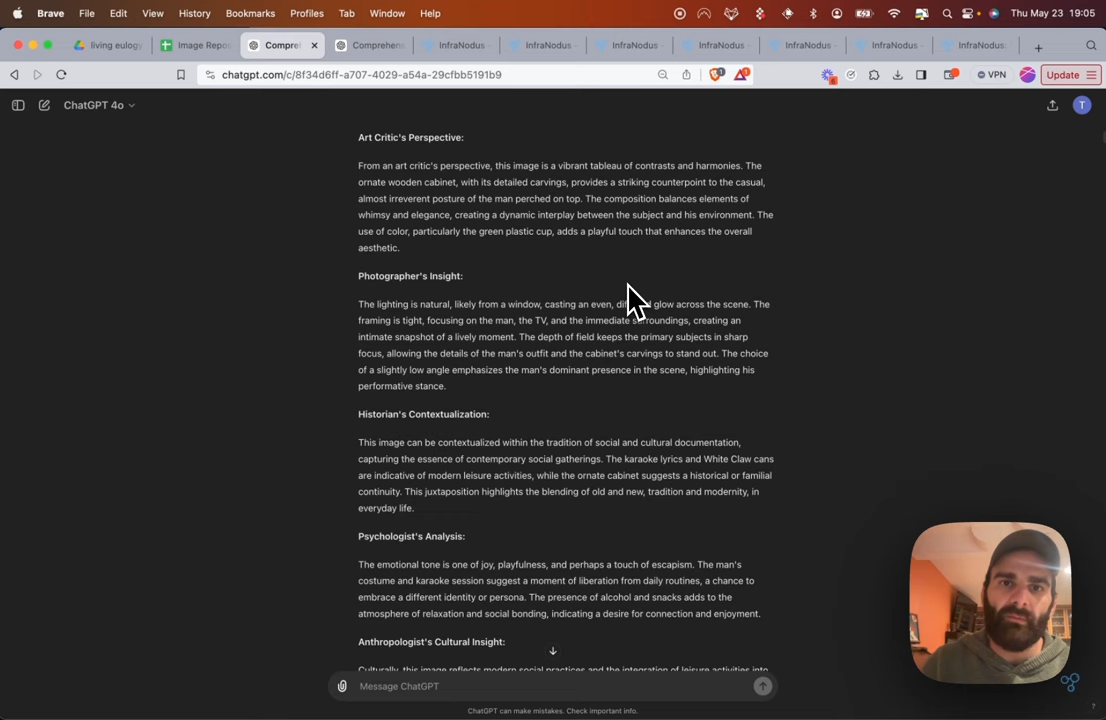 Brave File Edit View History Bookmarks Profiles Tab Window Help Thu May 23 19:05
living eulogy Image Repo Compre Comprehens InfraNodus InfraNodus InfraNodus InfraNodus InfraNodus InfraNodus InfraNodus:
chatgpt.com/c/8f34d6ff-a707-4029-a54a-29cfbb5191b9 VPN Update
ChatGPT 4o T
Art Critic's Perspective:
From an art critic's perspective, this image is a vibrant tableau of contrasts and harmonies. The
ornate wooden cabinet, with its detailed carvings, provides a striking counterpoint to the casual,
almost irreverent posture of the man perched on top. The composition balances elements of
whimsy and elegance, creating a dynamic interplay between the subject and his environment. The
use of color, particularly the green plastic cup, adds a playful touch that enhances the overall
aesthetic.
Photographer's Insight:
The lighting is natural, likely from a window, casting an even, glow across the scene. The
framing is tight, focusing on the man, the TV, and the immediate surroundings, creating an
intimate snapshot of a lively moment. The depth of field keeps the primary subjects in sharp
focus, allowing the details of the man's outfit and the cabinet's carvings to stand out. The choice
of a slightly low angle emphasizes the man's dominant presence in the scene, highlighting his
performative stance.
Historian's Contextualization:
This image can be contextualized within the tradition of social and cultural documentation,
capturing the essence of contemporary social gatherings. The karaoke lyrics and White Claw cans
are indicative of modern leisure activities, while the ornate cabinet suggests a historical or familial
continuity. This juxtaposition highlights the blending of old and new, tradition and modernity, in
everyday life.
Psychologist's Analysis:
The emotional tone is one of joy, playfulness, and perhaps a touch of escapism. The man's
costume and karaoke session suggest a moment of liberation from daily routines, a chance to
embrace a different identity or persona. The presence of alcohol and snacks adds to the
atmosphere of relaxation and social bonding, indicating a desire for connection and enjoyment.
Anthropologist's Cultural Insight:
Culturally, this image reflects modern social practices and the integration of leisure activities into
Message ChatGPT
ChatGPT can make mistakes. Check important info.
?